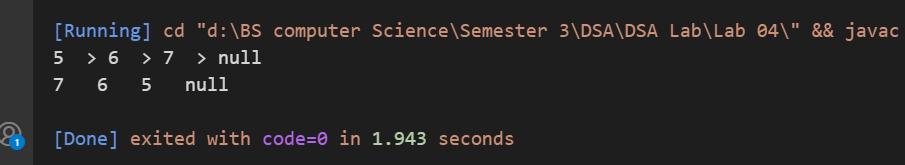 [Running] cd "d:\BS computer Science\Semester 3\DSA\DSA Lab\Lab 04\" && javac
5  > 6  > 7  > null
7   6   5   null
[Done] exited with code=0 in 1.943 seconds
1